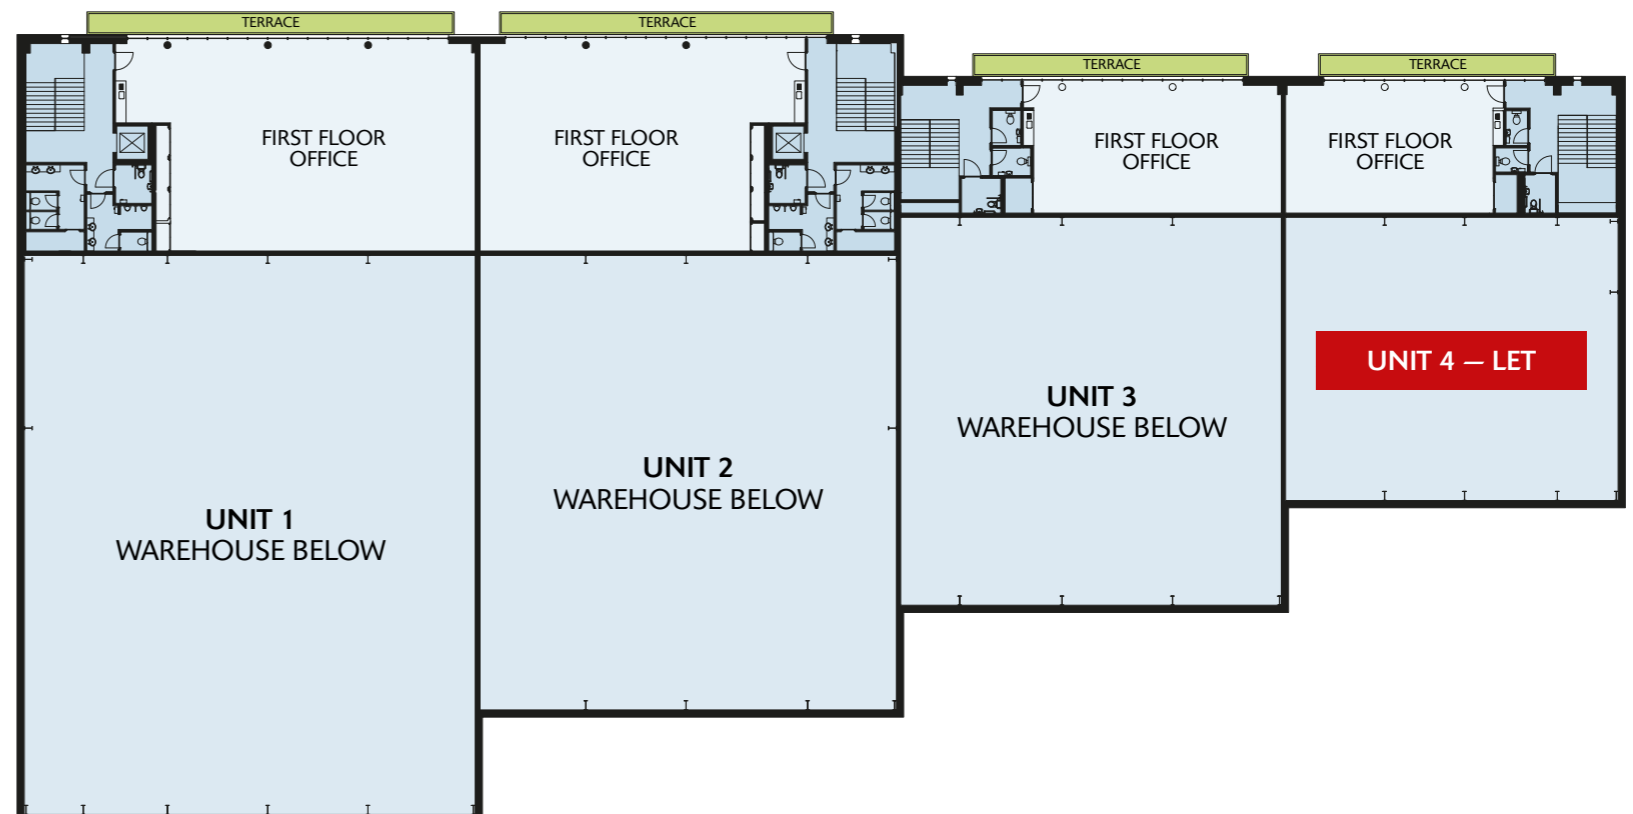 TERRACE
TERRACE
TERRACE
TERRACE
FIRST FLOOR
OFFICE
FIRST FLOOR
OFFICE
FIRST FLOOR
OFFICE
FIRST FLOOR
OFFICE
UNIT 4 — LET
UNIT 3
WAREHOUSE BELOW
UNIT 2
WAREHOUSE BELOW
UNIT 1
WAREHOUSE BELOW